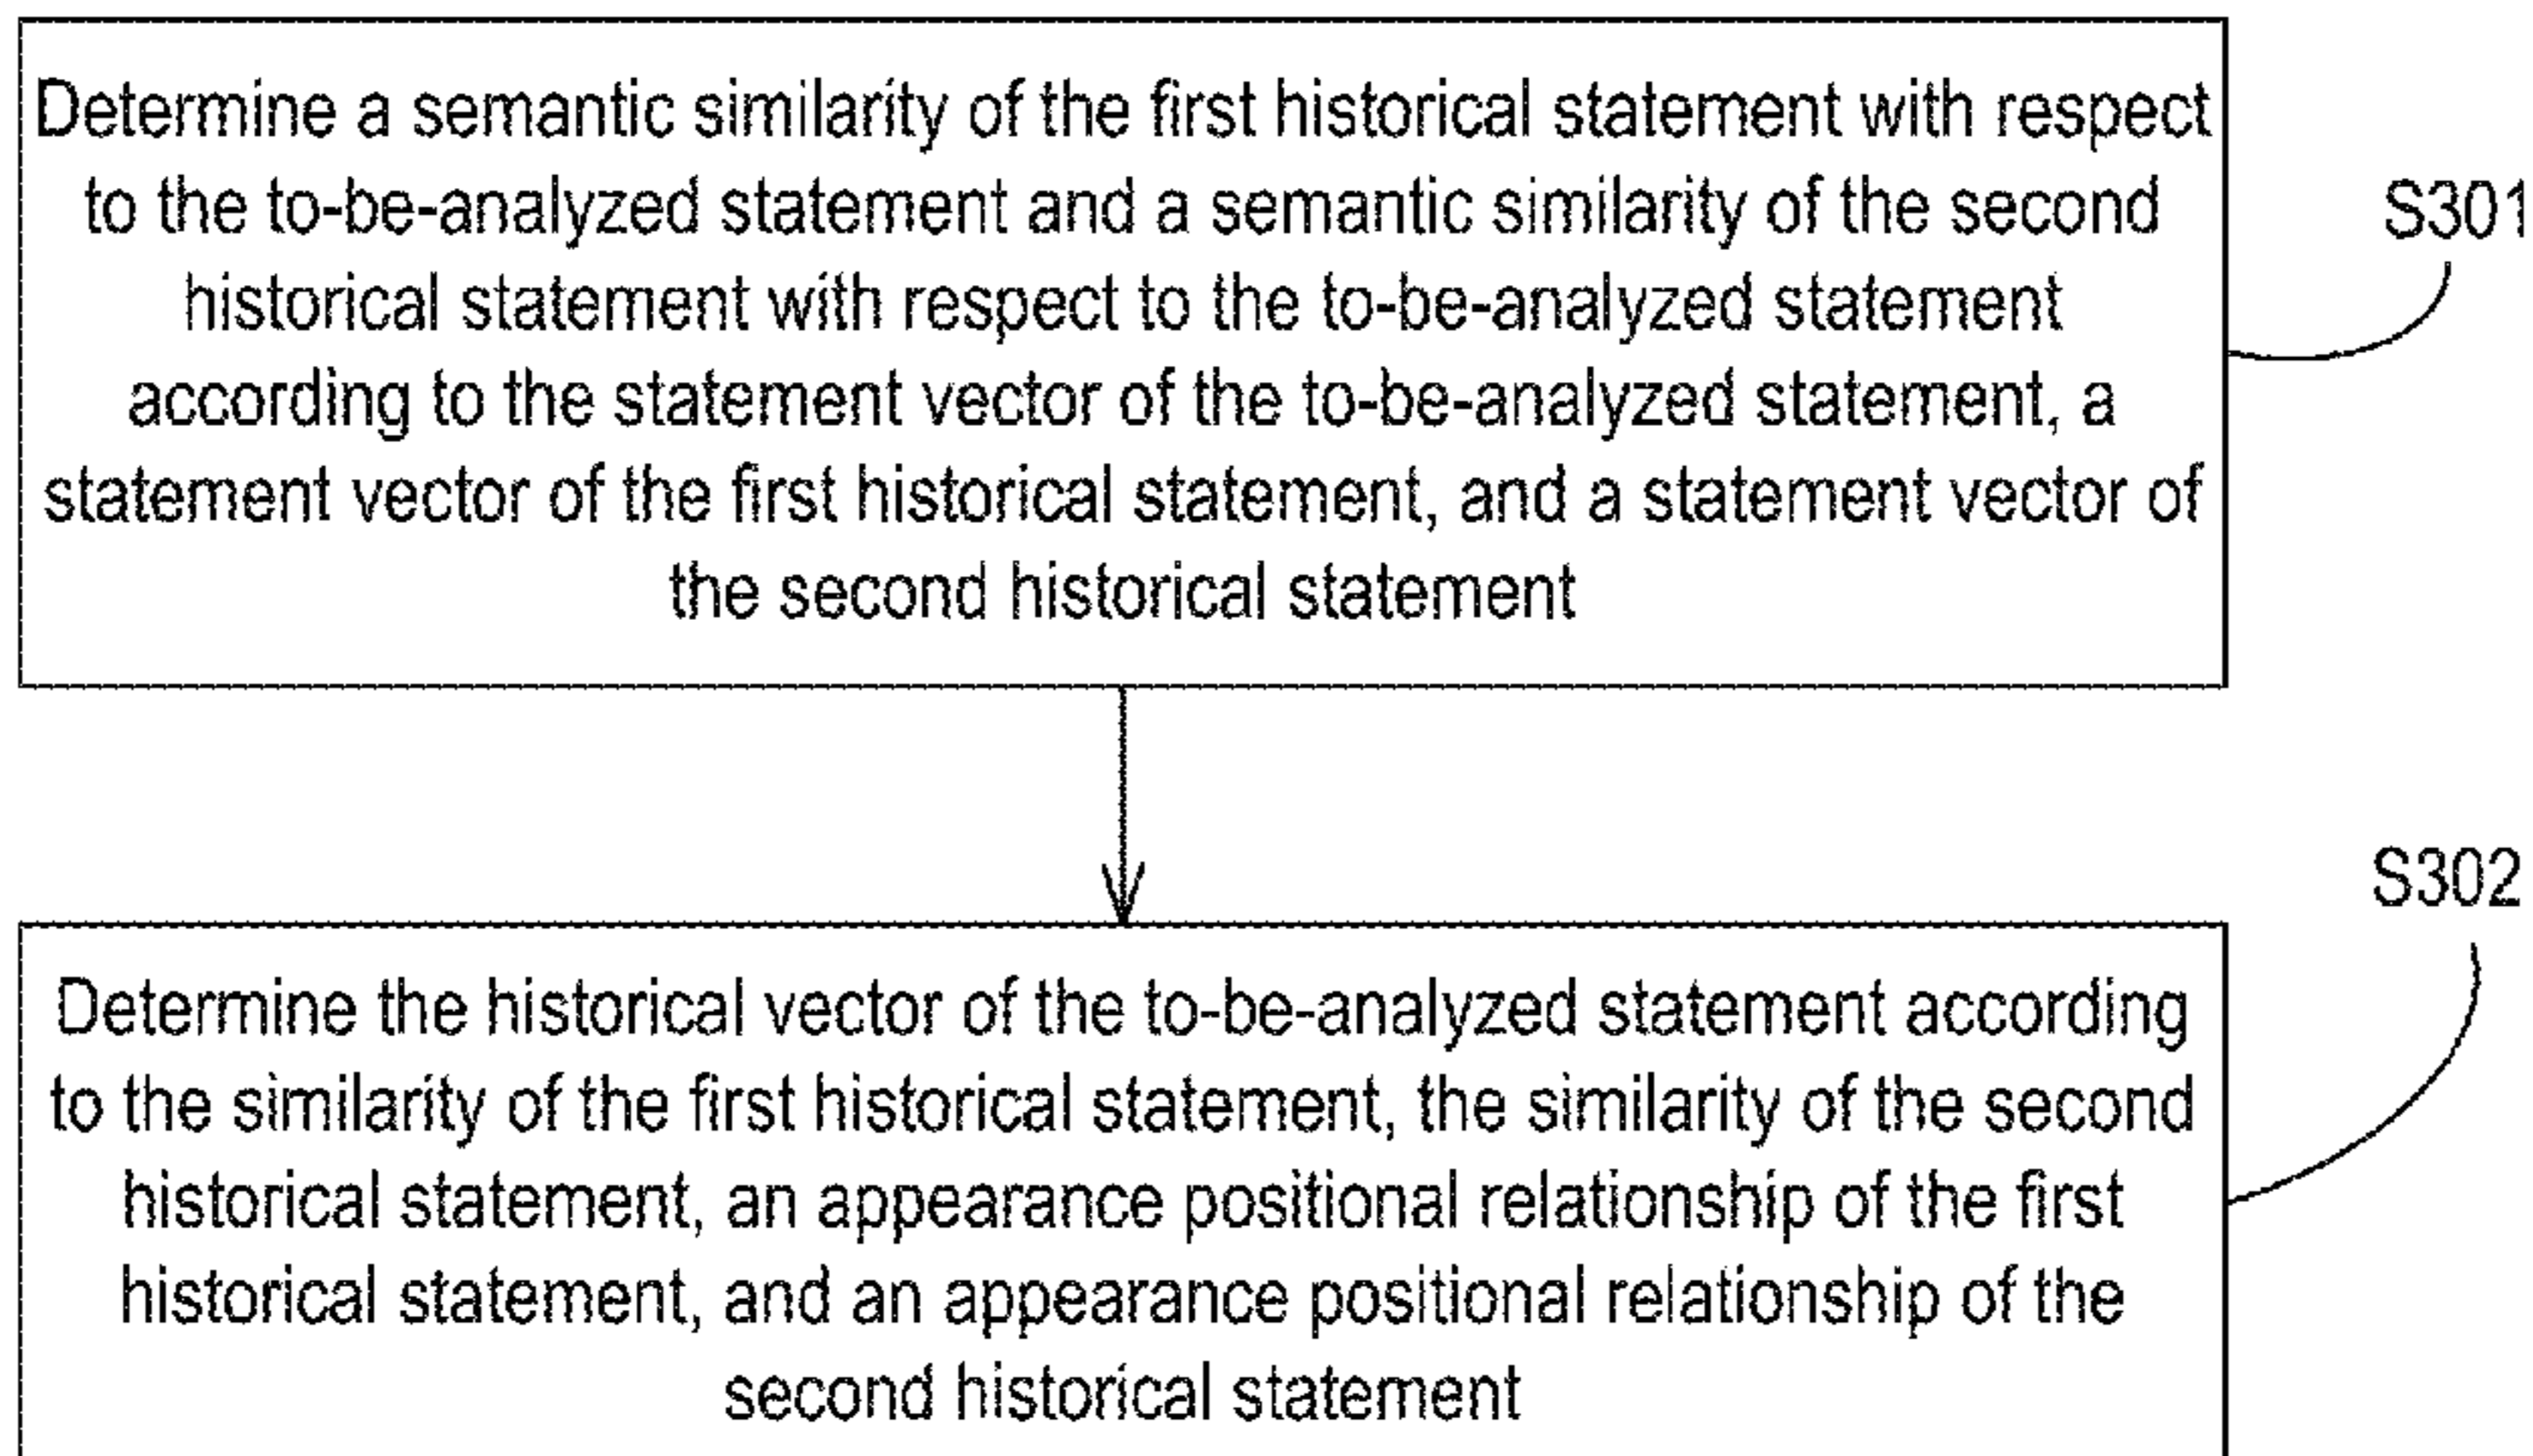 Determine a semantic similarity of the first historical statement with respect
to the to-be-analyzed statement and a semantic similarity of the second
historical statement with respect to the to-be-analyzed statement
according to the statement vector of the to-be-analyzed statement, a
statement vector of the first historical statement, and a statement vector of
the second historical statement
S301
Determine the historical vector of the to-be-analyzed statement according
to the similarity of the first historical statement, the similarity of the second
historical statement, an appearance positional relationship of the first
historical statement, and an appearance positional relationship of the
second historical statement
S302